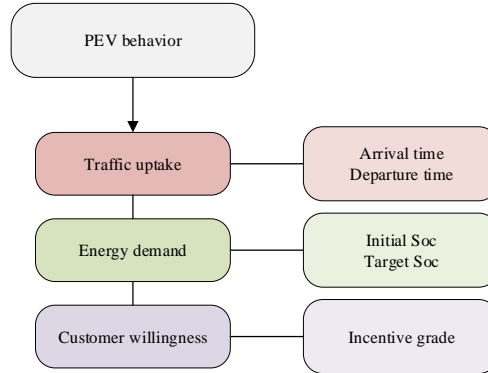 PEV behavior
Traffic uptake
Arrival time
Departure time
Energy demand
Initial Soc
Target Soc
Customer willingness
Incentive grade